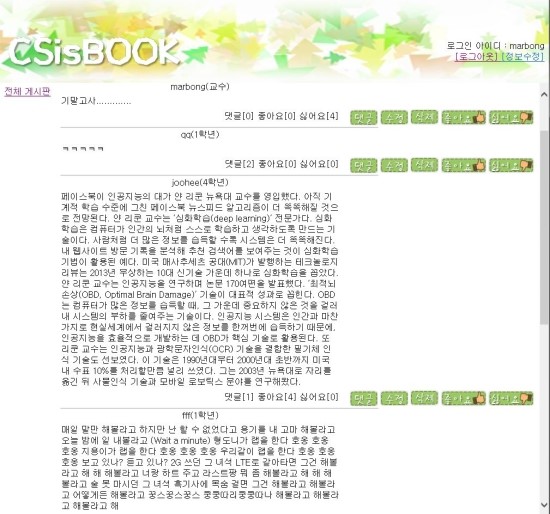 CSisBOOK
로그인 아이디 : marbong
[로그아웃] [정보수정]
전체 게시판
marbong(교수)
기말고사.............
댓글[0] 좋아요[0] 싫어요[4] 댓글 수정 삭제 좋아요 싫어요
qq(1학년)
ㅋㅋㅋㅋㅋ
댓글[2] 좋아요[0] 싫어요[0] 댓글 수정 삭제 좋아요 싫어요
joohee(4학년)
페이스북이 인공지능의 대가 얀 리쿤 뉴욕대 교수를 영입했다. 아직 기
계적 학습 수준에 그친 페이스북 뉴스피드 알고리즘이 더 똑똑해질 것으
로 전망된다. 얀 리쿤 교수는 '심화학습(deep learning)' 전문가다. 심화
학습은 컴퓨터가 인간의 뇌처럼 스스로 학습하고 생각하도록 만드는 기
술이다. 사람처럼 더 많은 정보를 습득할 수록 시스템은 더 똑똑해진다.
내 웹사이트 방문 기록을 분석해 추천 검색어를 보여주는 것이 심화학습
기법이 활용된 예다. 미국 매사추세츠 공대(MIT)가 발행하는 테크놀로지
리뷰는 2013년 무상하는 10대 신기술 가운데 하나로 심화학습을 꼽았다.
얀 리쿤 교수는 인공지능을 연구하며 논문 170여편을 발표했다. '최적뇌
손상(OBD, Optimal Brain Damage)' 기술이 대표적 성과로 꼽힌다. OBD
는 컴퓨터가 많은 정보를 습득할 때, 그 가운데 중요하지 않은 것을 걸러
내 시스템의 부하를 줄여주는 기술이다. 인공지능 시스템은 인간과 마찬
가지로 현실세계에서 걸러지지 않은 정보를 한꺼번에 습득하기 때문에,
인공지능을 효율적으로 개발하는 데 OBD가 핵심 기술로 활용된다. 또
리쿤 교수는 인공지능과 광학문자인식(OCR) 기술을 결합한 필기체 인
식 기술도 선보였다. 이 기술은 1990년대부터 2000년대 초반까지 미국
내 수표 10%를 처리할만큼 널리 쓰였다. 그는 2003년 뉴욕대로 자리를
옮긴 뒤 사물인식 기술과 모바일 로보틱스 분야를 연구해왔다.
댓글[1] 좋아요[4] 싫어요[0] 댓글 수정 삭제 좋아요 싫어요
fff(1학년)
매일 말만 해볼라고 하지만 난 할 수 없었다고 용기를 내 고마 해볼라고
오늘 밤에 일 내볼라고 (Wait a minute) 형도니가 랩을 한다 호옹 호옹
호옹 지용이가 랩을 한다 호옹 호옹 호옹 우리같이 랩을 한다 호옹 호옹
호옹 보고 있나? 듣고 있나? 2G 쓰던 그 녀석 LTE로 갈아타면 그건 해볼
라고 해 해 해볼라고 너랑 하트 주고 라스트팡 뭐 좀 해볼라고 해 해 해
볼라고 술 못 마시던 그 녀석 흑기사에 목숨 걸면 그건 해볼라고 해볼라
고 어떻게든 해볼라고 꽁스꽁스꽁스 쿵쿵따리쿵쿵따나 해볼라고 해볼라
고 해볼라고 해